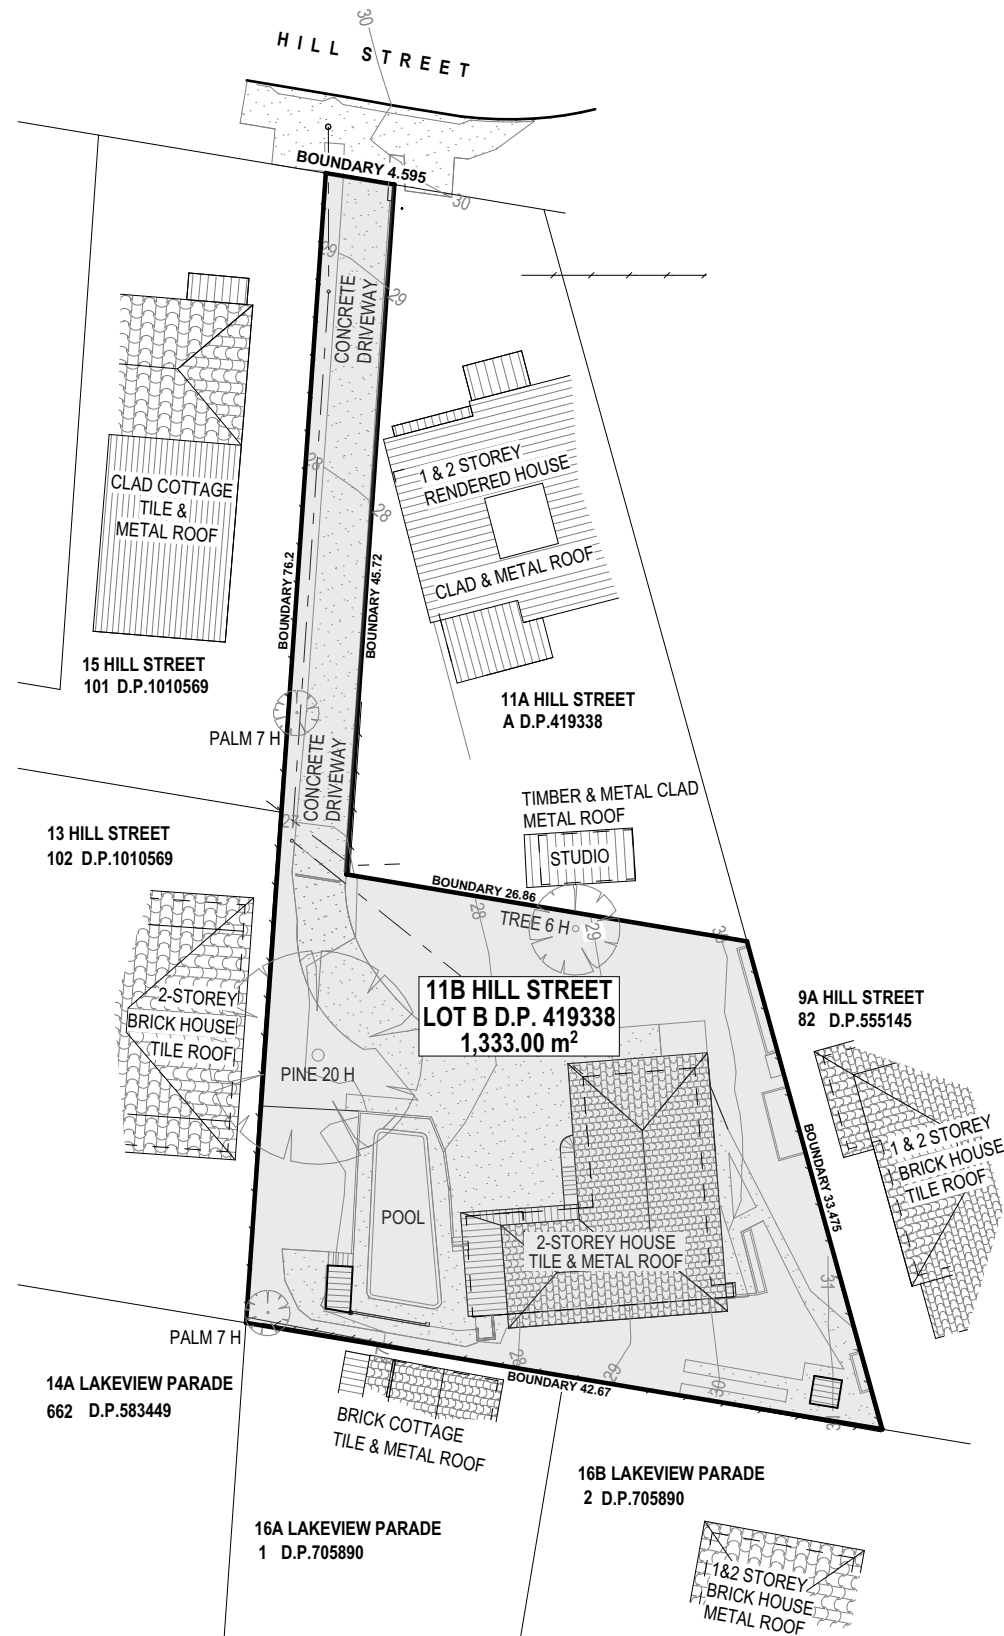 30
HILL STREET
BOUNDARY 4.595
30
29
29
CONCRETE
DRIVEWAY
28
28
1 & 2 STOREY
RENDERED HOUSE
CLAD & METAL ROOF
CLAD COTTAGE
TILE &
METAL ROOF
BOUNDARY 76.2
BOUNDARY 45.72
15 HILL STREET
101 D.P.1010569
11A HILL STREET
A D.P.419338
PALM 7 H
CONCRETE
DRIVEWAY
27
TIMBER & METAL CLAD
METAL ROOF
STUDIO
13 HILL STREET
102 D.P.1010569
BOUNDARY 26.86
28
TREE 6 H
29
30
2-STOREY
BRICK HOUSE
TILE ROOF
11B HILL STREET
LOT B D.P. 419338
1,333.00 m²
9A HILL STREET
82 D.P.555145
PINE 20 H
1 & 2 STOREY
BRICK HOUSE
TILE ROOF
BOUNDARY 33.475
POOL
2-STOREY HOUSE
TILE & METAL ROOF
31
PALM 7 H
27
28
29
30
31
BOUNDARY 42.67
14A LAKEVIEW PARADE
662 D.P.583449
BRICK COTTAGE
TILE & METAL ROOF
16B LAKEVIEW PARADE
2 D.P.705890
16A LAKEVIEW PARADE
1 D.P.705890
1&2 STOREY
BRICK HOUSE
METAL ROOF